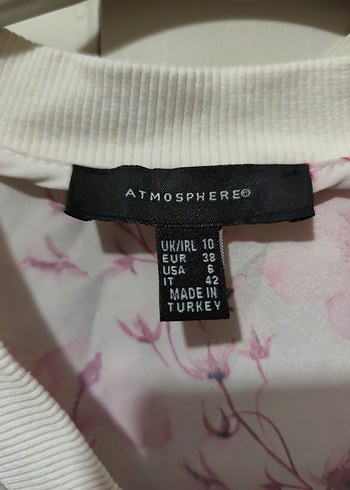 ATMOSPHERE®
UK/IRL 10
EUR 38
USA 6
IT 42
MADE IN
TURKEY